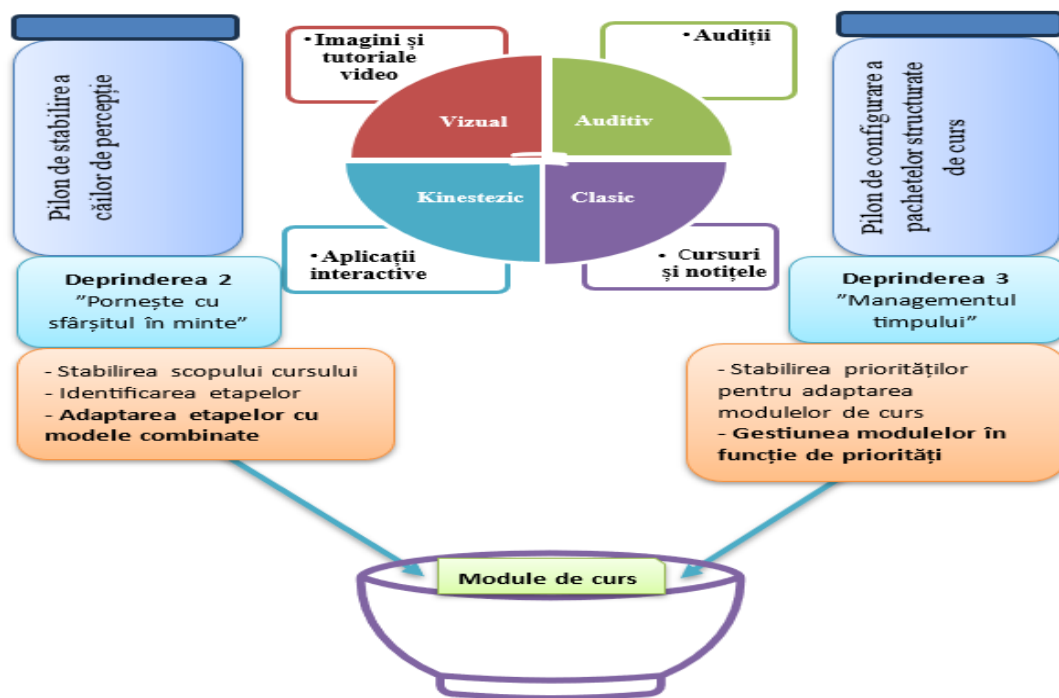 Pilon de stabilire a
căilor de percepție
• Imagini și
tutoriale
video
• Audiții
Vizual
Auditiv
Kinestezic
Clasic
• Aplicații
interactive
• Cursuri
și notițele
Pilon de configurare a
pachetelor structurate
de curs
Deprinderea 2
”Pornește cu
sfârșitul în minte”
- Stabilirea scopului cursului
- Identificarea etapelor
- Adaptarea etapelor cu
modele combinate
Deprinderea 3
”Managementul
timpului”
- Stabilirea priorităților
pentru adaptarea
modulelor de curs
- Gestiunea modulelor în
funcție de priorități
Module de curs